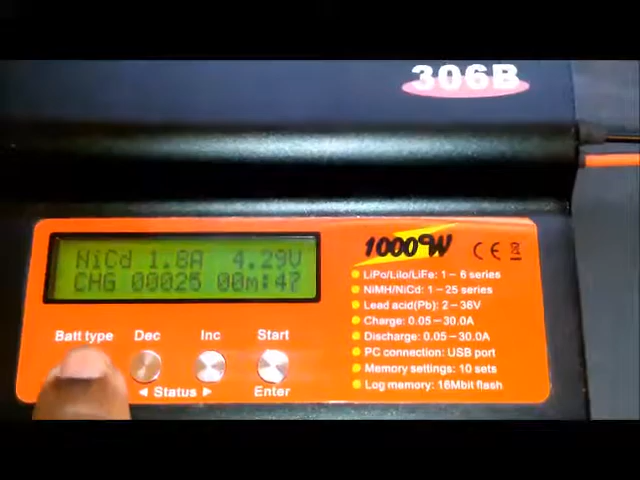 306B
NiCd 1.8A 4.29V
CHG 00025 00m:47
1000W CE
LiPo/LiIo/LiFe: 1-6 series
NiMH/NiCd: 1-25 series
Lead acid(Pb): 2-36V
Charge: 0.05-30.0A
Discharge: 0.05-30.0A
PC connection: USB port
Memory settings: 10 sets
Log memory: 16Mbit flash
Batt type Dec Inc Start
◄ Status ► Enter